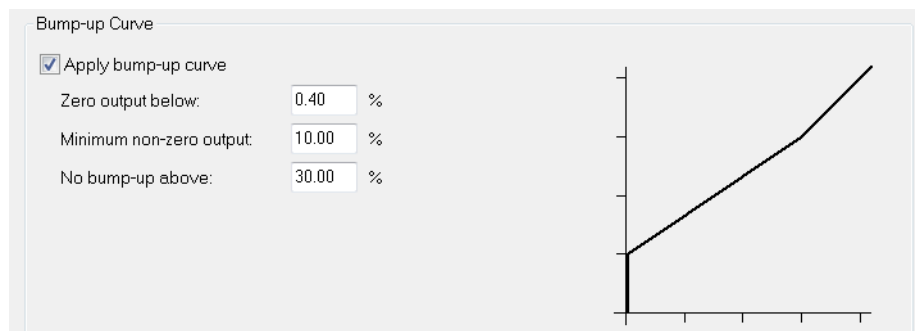 Bump-up Curve
Apply bump-up curve
Zero output below: 0.40 %
Minimum non-zero output: 10.00 %
No bump-up above: 30.00 %